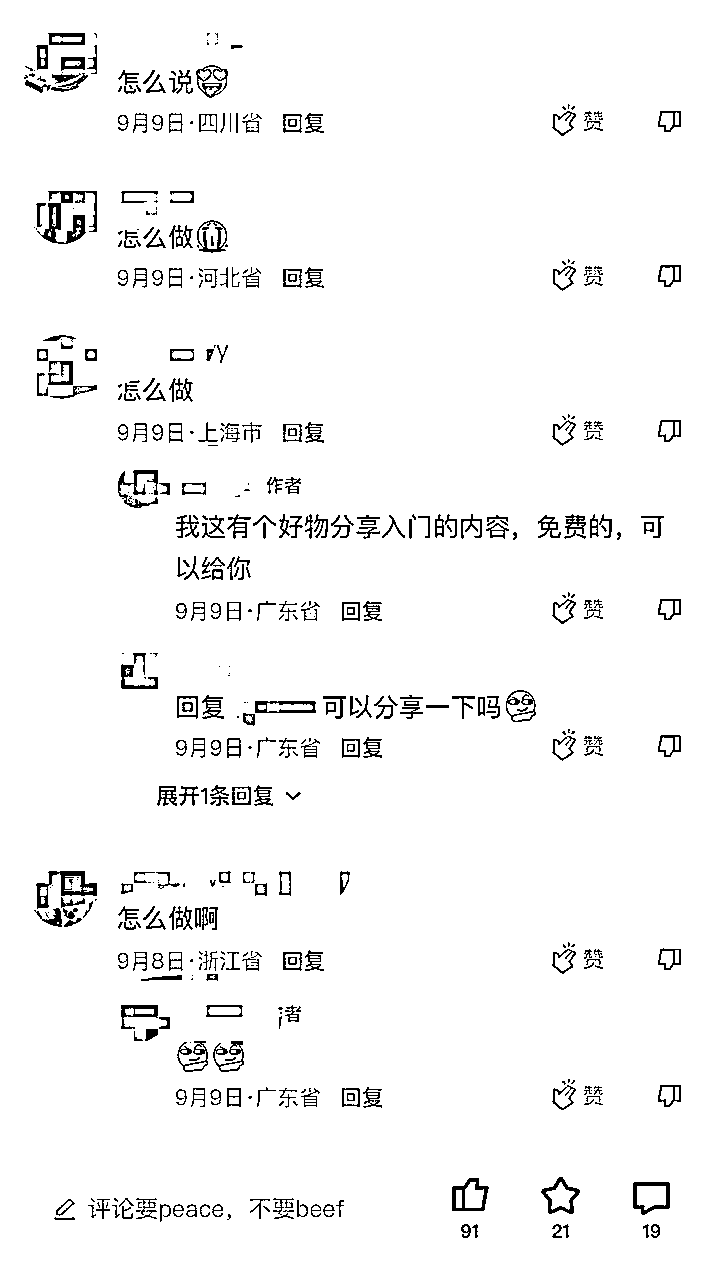 怎么说
9月9日·四川省 回复 赞
怎么做
9月9日·河北省 回复 赞
怎么做
9月9日·上海市 回复 赞
作者
我这有个好物分享入门的内容，免费的，可
以给你
9月9日·广东省 回复 赞
回复 可以分享一下吗
9月9日·广东省 回复 赞
展开1条回复
怎么做啊
9月8日·浙江省 回复 赞
9月9日·广东省 回复 赞
评论要peace，不要beef
91 21 19